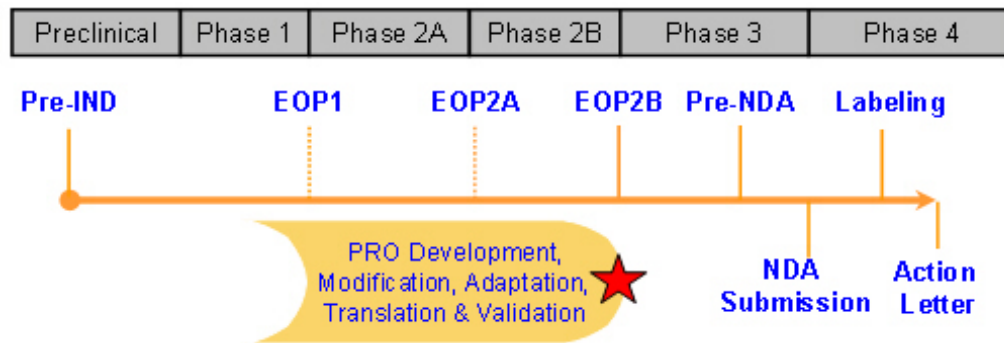 Preclinical Phase 1 Phase 2A Phase 2B Phase 3 Phase 4
Pre-IND EOP1 EOP2A EOP2B Pre-NDA Labeling
PRO Development,
Modification, Adaptation,
Translation & Validation
NDA
Submission
Action
Letter